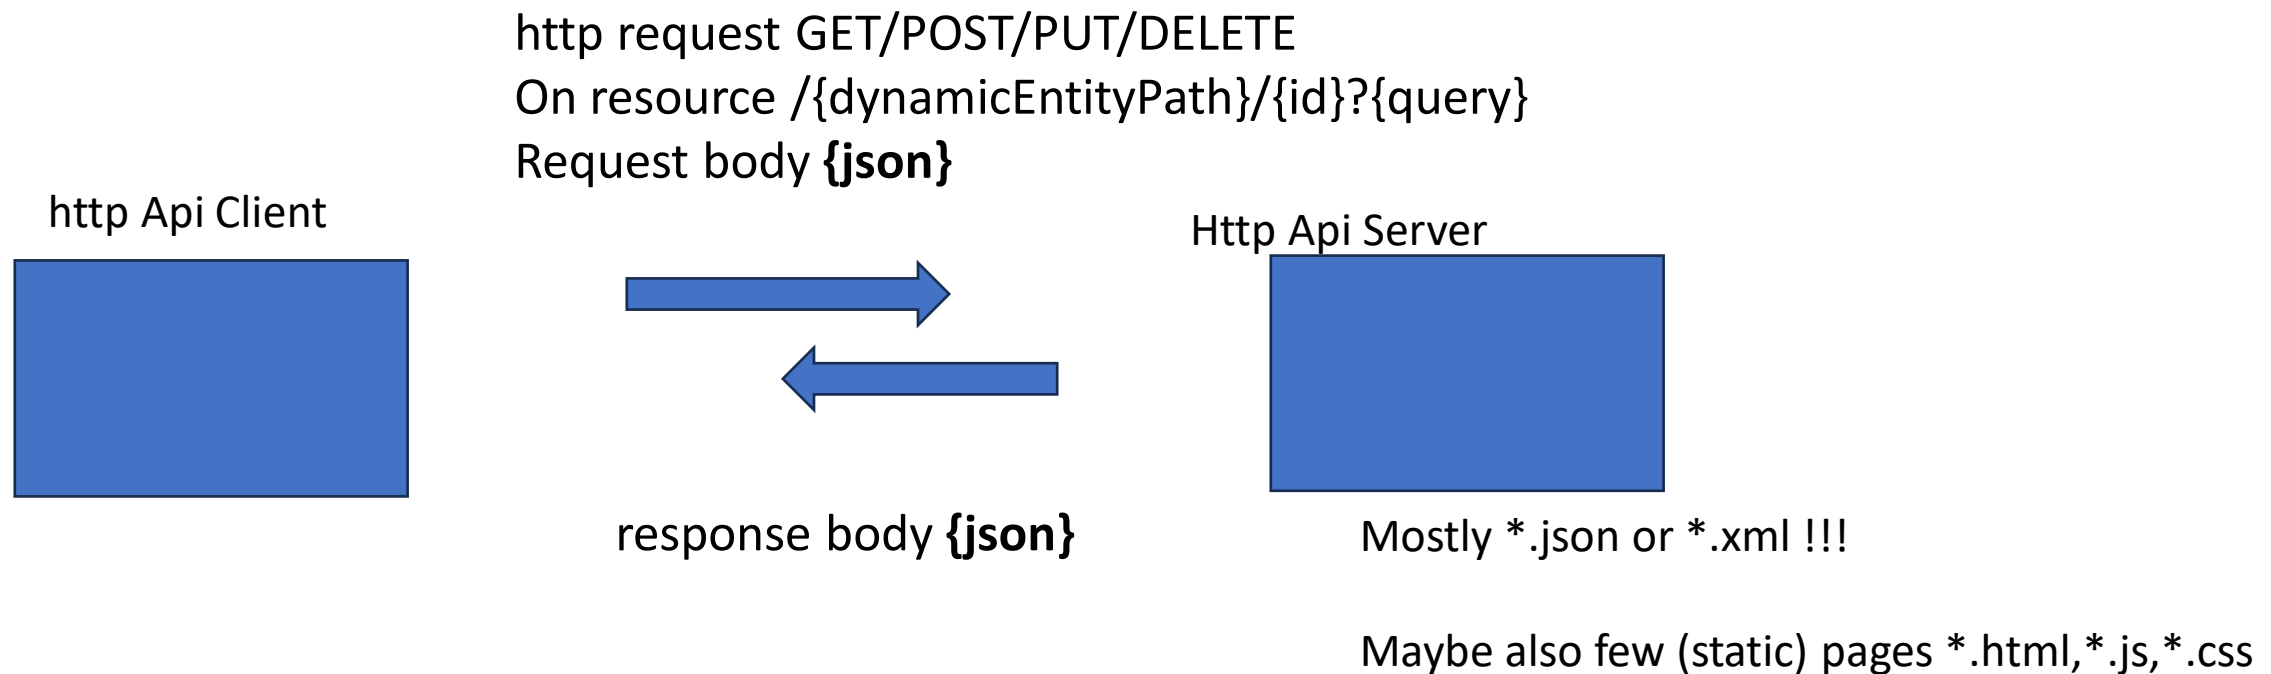 http request GET/POST/PUT/DELETE
On resource /{dynamicEntityPath}/{id}?{query}
Request body {json}
http Api Client
Http Api Server
response body {json}
Mostly *.json or *.xml !!!
Maybe also few (static) pages *.html,*.js,*.css